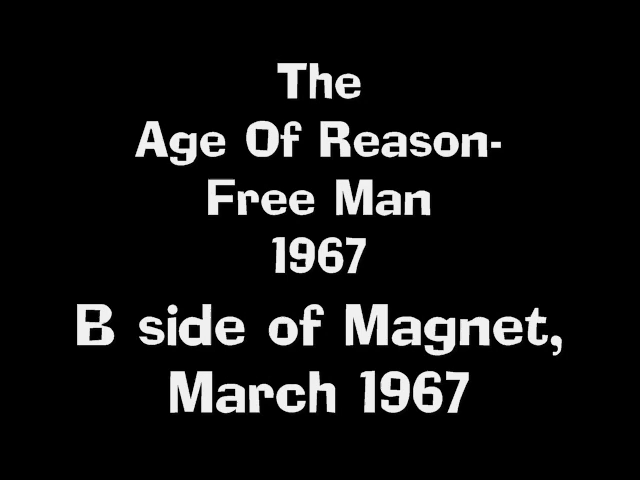 The
Age Of Reason-
Free Man
1967
B side of Magnet,
March 1967